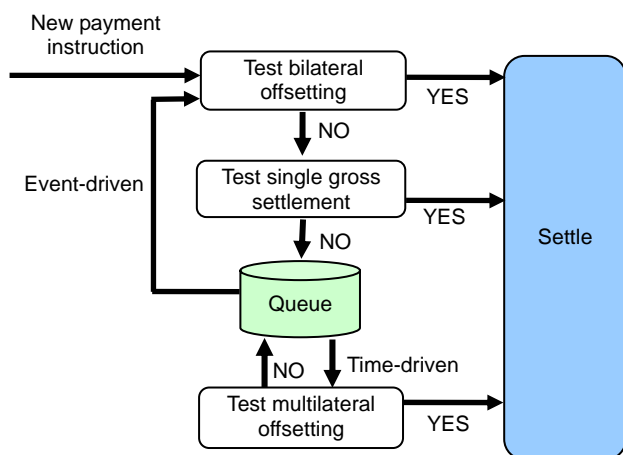 New payment
instruction
Test bilateral
offsetting
YES
NO
Event-driven
Test single gross
settlement
YES
Settle
NO
Queue
NO
Time-driven
Test multilateral
offsetting
YES